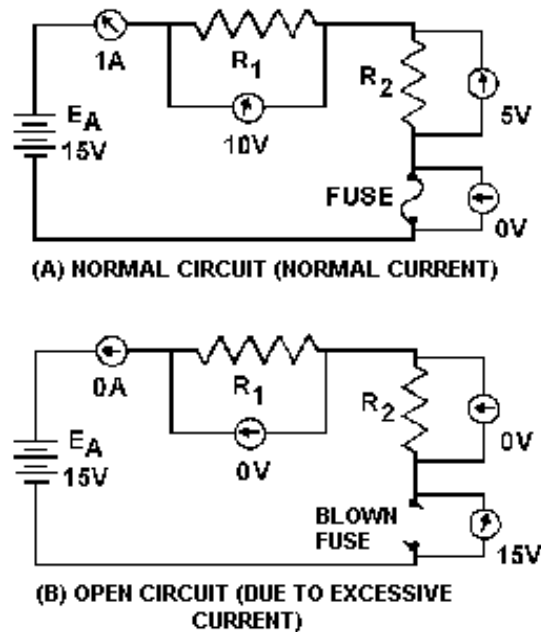 1A
R1
10V
EA
15V
R2
5V
FUSE
0V
(A) NORMAL CIRCUIT (NORMAL CURRENT)
0A
R1
0V
EA
15V
R2
0V
BLOWN
FUSE
15V
(B) OPEN CIRCUIT (DUE TO EXCESSIVE
CURRENT)